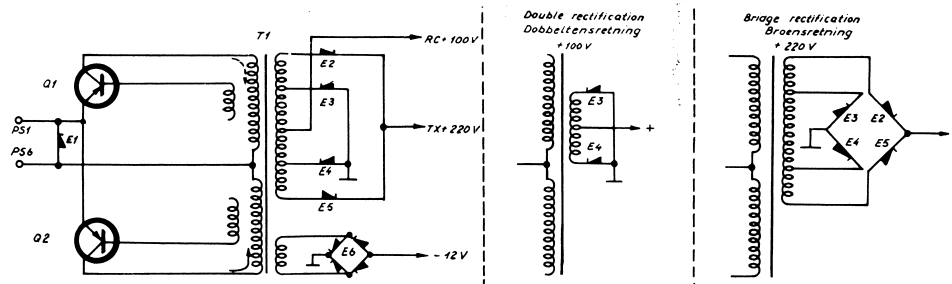 T1
Q1
PS1
E1
PS6
Q2
E2
E3
E4
E5
E6
RC+100V
TX+220V
-12V
Double rectification
Dobbeltensretning
+100V
E3
E4
+
Bridge rectification
Broensretning
+220V
E3
E2
E4
E5